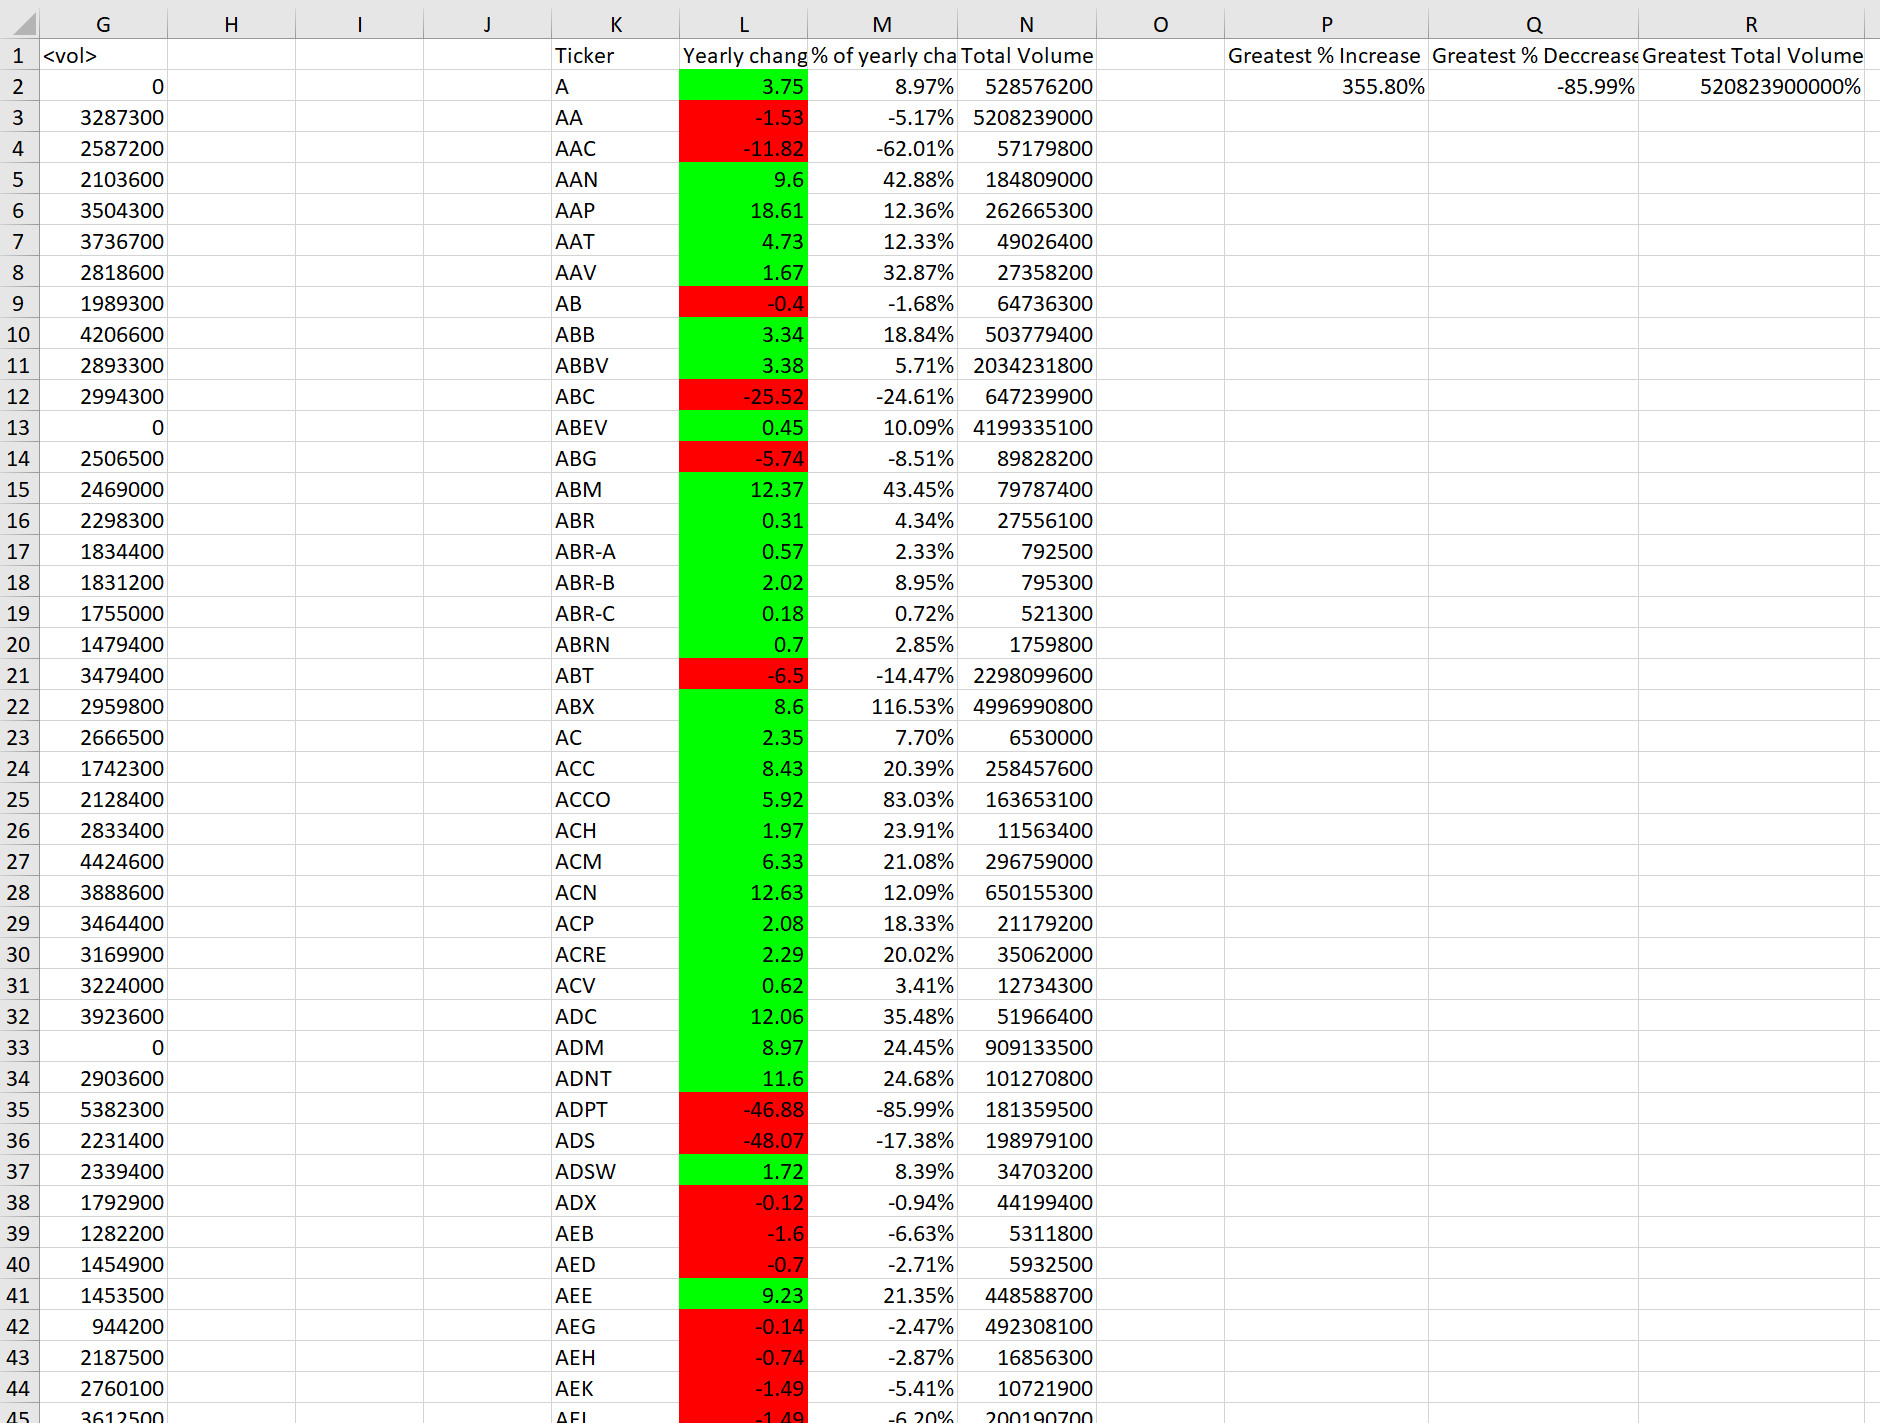 G H I J K L M N O P Q R
1 <vol> Ticker Yearly chang % of yearly cha Total Volume Greatest % Increase Greatest % Deccrease Greatest Total Volume
2 0 A 3.75 8.97% 528576200 355.80% -85.99% 520823900000%
3 3287300 AA -1.53 -5.17% 5208239000
4 2587200 AAC -11.82 -62.01% 57179800
5 2103600 AAN 9.6 42.88% 184809000
6 3504300 AAP 18.61 12.36% 262665300
7 3736700 AAT 4.73 12.33% 49026400
8 2818600 AAV 1.67 32.87% 27358200
9 1989300 AB -0.4 -1.68% 64736300
10 4206600 ABB 3.34 18.84% 503779400
11 2893300 ABBV 3.38 5.71% 2034231800
12 2994300 ABC -25.52 -24.61% 647239900
13 0 ABEV 0.45 10.09% 4199335100
14 2506500 ABG -5.74 -8.51% 89828200
15 2469000 ABM 12.37 43.45% 79787400
16 2298300 ABR 0.31 4.34% 27556100
17 1834400 ABR-A 0.57 2.33% 792500
18 1831200 ABR-B 2.02 8.95% 795300
19 1755000 ABR-C 0.18 0.72% 521300
20 1479400 ABRN 0.7 2.85% 1759800
21 3479400 ABT -6.5 -14.47% 2298099600
22 2959800 ABX 8.6 116.53% 4996990800
23 2666500 AC 2.35 7.70% 6530000
24 1742300 ACC 8.43 20.39% 258457600
25 2128400 ACCO 5.92 83.03% 163653100
26 2833400 ACH 1.97 23.91% 11563400
27 4424600 ACM 6.33 21.08% 296759000
28 3888600 ACN 12.63 12.09% 650155300
29 3464400 ACP 2.08 18.33% 21179200
30 3169900 ACRE 2.29 20.02% 35062000
31 3224000 ACV 0.62 3.41% 12734300
32 3923600 ADC 12.06 35.48% 51966400
33 0 ADM 8.97 24.45% 909133500
34 2903600 ADNT 11.6 24.68% 101270800
35 5382300 ADPT -46.88 -85.99% 181359500
36 2231400 ADS -48.07 -17.38% 198979100
37 2339400 ADSW 1.72 8.39% 34703200
38 1792900 ADX -0.12 -0.94% 44199400
39 1282200 AEB -1.6 -6.63% 5311800
40 1454900 AED -0.7 -2.71% 5932500
41 1453500 AEE 9.23 21.35% 448588700
42 944200 AEG -0.14 -2.47% 492308100
43 2187500 AEH -0.74 -2.87% 16856300
44 2760100 AEK -1.49 -5.41% 10721900
45 3612500 -1.49 -6.20% 200190700